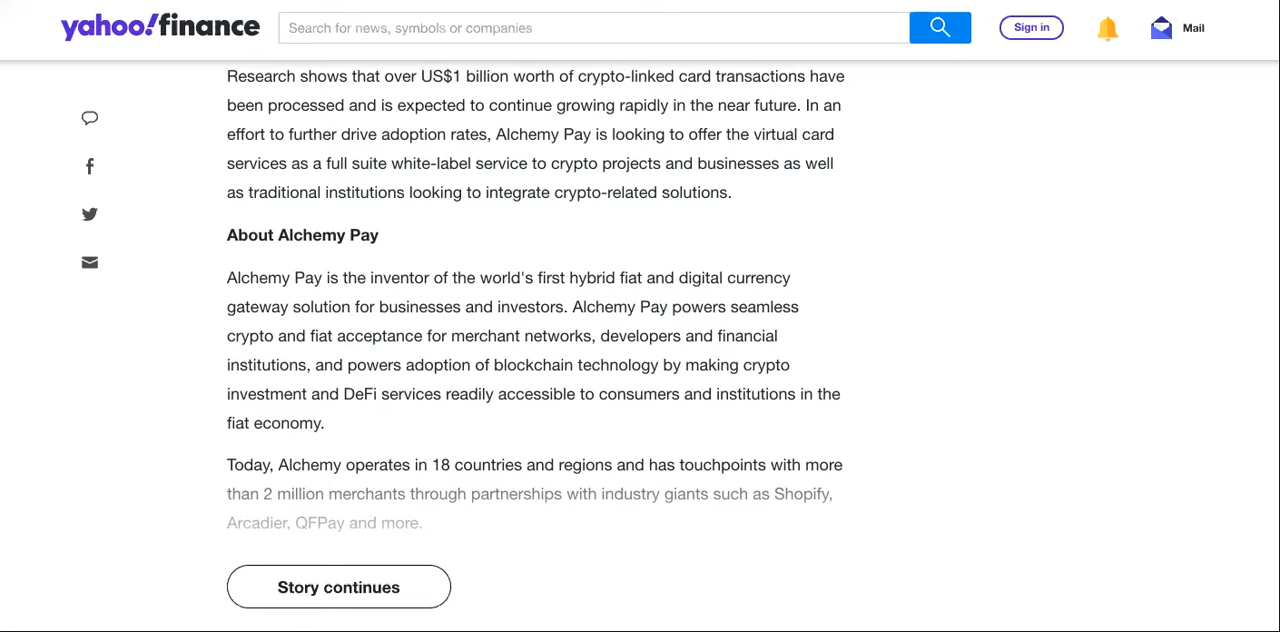 yahoo!finance
Search for news, symbols or companies
Sign in
Mail
Research shows that over US$1 billion worth of crypto-linked card transactions have
been processed and is expected to continue growing rapidly in the near future. In an
effort to further drive adoption rates, Alchemy Pay is looking to offer the virtual card
services as a full suite white-label service to crypto projects and businesses as well
as traditional institutions looking to integrate crypto-related solutions.
About Alchemy Pay
Alchemy Pay is the inventor of the world's first hybrid fiat and digital currency
gateway solution for businesses and investors. Alchemy Pay powers seamless
crypto and fiat acceptance for merchant networks, developers and financial
institutions, and powers adoption of blockchain technology by making crypto
investment and DeFi services readily accessible to consumers and institutions in the
fiat economy.
Today, Alchemy operates in 18 countries and regions and has touchpoints with more
than 2 million merchants through partnerships with industry giants such as Shopify,
Arcadier, QFPay and more.
Story continues